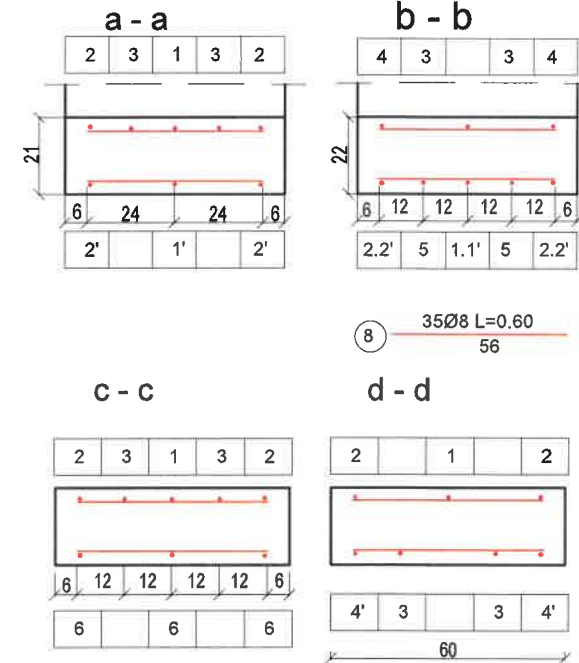 a - a
b - b
2 3 1 3 2
4 3 3 4
21
22
6 24 24 6
6 12 12 12 12 6
2' 1' 2'
2.2' 5 1.1' 5 2.2'
8
35Ø8 L=0.60
56
c - c
d - d
2 3 1 3 2
2 1 2
6 12 12 12 12 6
6 6 6
4' 3 3 4'
60